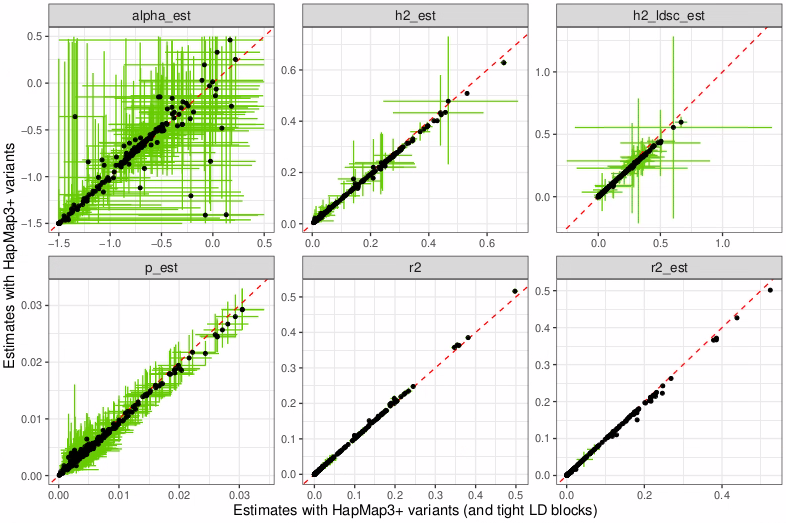 alpha_est h2_est h2_ldsc_est
0.5 0.0 −0.5 −1.0 −1.5
0.6 0.4 0.2 0.0
1.0 0.5 0.0
−1.5 −1.0 −0.5 0.0 0.5
0.0 0.2 0.4 0.6
0.0 0.5 1.0
Estimates with HapMap3+ variants
p_est r2 r2_est
0.03 0.02 0.01 0.00
0.5 0.4 0.3 0.2 0.1 0.0
0.5 0.4 0.3 0.2 0.1 0.0
0.00 0.01 0.02 0.03
0.0 0.1 0.2 0.3 0.4 0.5
0.0 0.2 0.4
Estimates with HapMap3+ variants (and tight LD blocks)